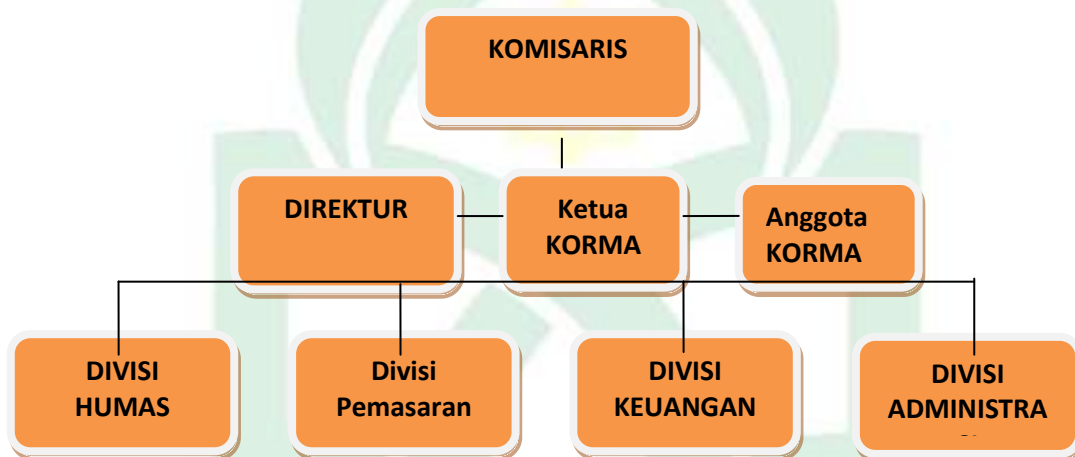 KOMISARIS
DIREKTUR
Ketua
KORMA
Anggota
KORMA
DIVISI
HUMAS
Divisi
Pemasaran
DIVISI
KEUANGAN
DIVISI
ADMINISTRA